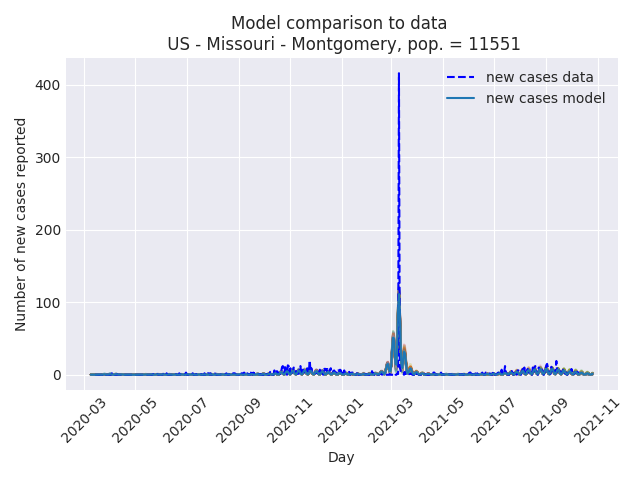 Model comparison to data
US - Missouri - Montgomery, pop. = 11551
new cases data
new cases model
Number of new cases reported
400
300
200
100
0
2020-03
2020-05
2020-07
2020-09
2020-11
2021-01
2021-03
2021-05
2021-07
2021-09
2021-11
Day